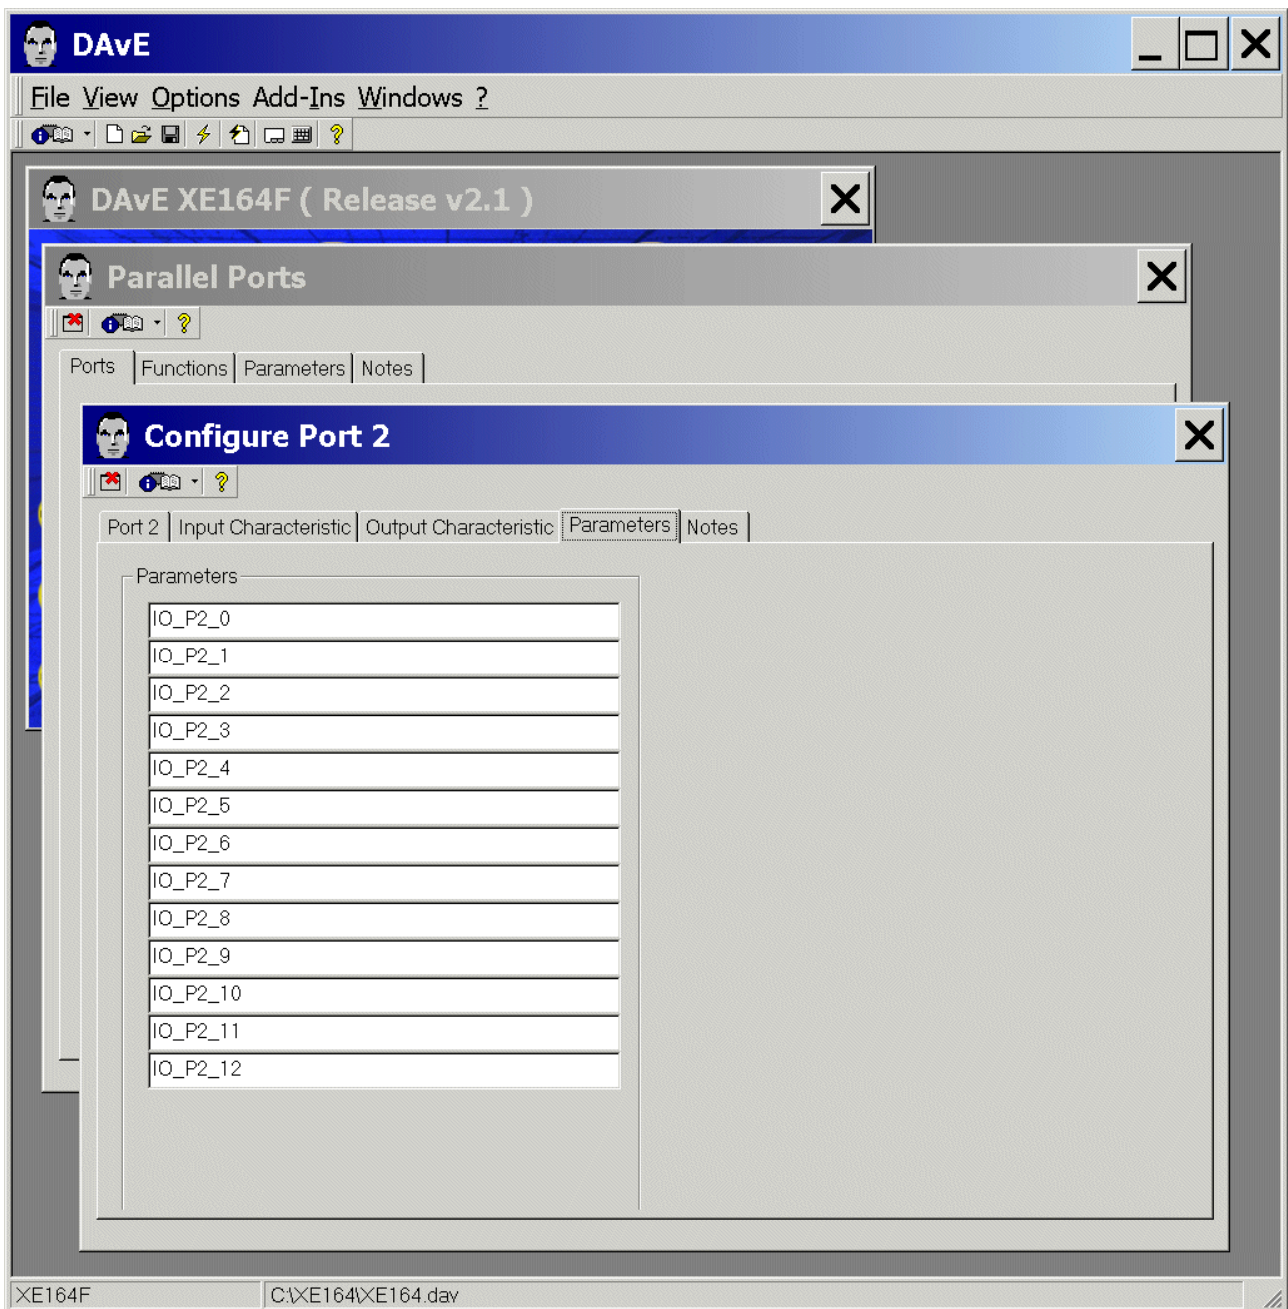 DAvE
File View Options Add-Ins Windows ?
DAvE XE164F ( Release v2.1 )
Parallel Ports
Ports Functions Parameters Notes
Configure Port 2
Port 2 Input Characteristic Output Characteristic Parameters Notes
Parameters
IO_P2_0
IO_P2_1
IO_P2_2
IO_P2_3
IO_P2_4
IO_P2_5
IO_P2_6
IO_P2_7
IO_P2_8
IO_P2_9
IO_P2_10
IO_P2_11
IO_P2_12
XE164F C:\XE164\XE164.dav